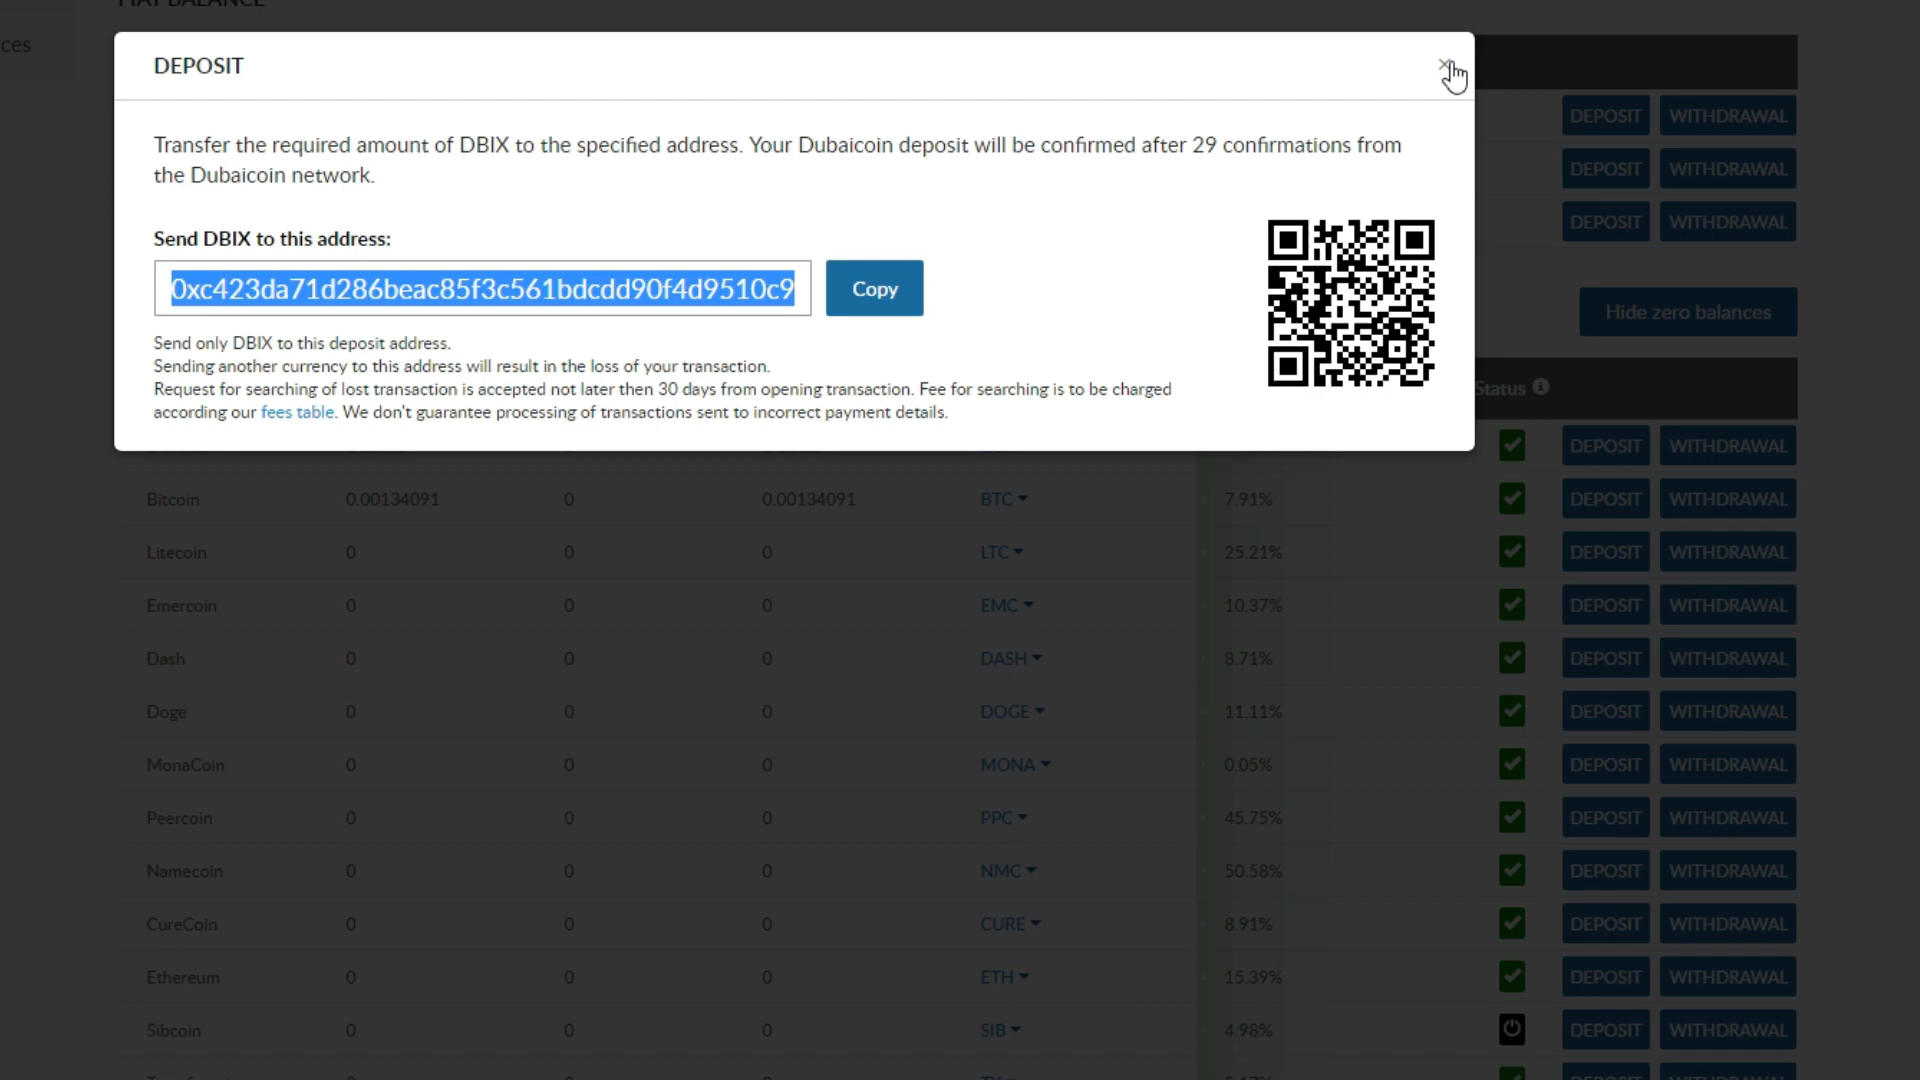 FIAT BALANCE
ces
DEPOSIT
×
DEPOSIT WITHDRAWAL
Transfer the required amount of DBIX to the specified address. Your Dubaicoin deposit will be confirmed after 29 confirmations from
the Dubaicoin network.
DEPOSIT WITHDRAWAL
DEPOSIT WITHDRAWAL
Send DBIX to this address:
0xc423da71d286beac85f3c561bdcdd90f4d9510c9 Copy
Hide zero balances
Send only DBIX to this deposit address.
Sending another currency to this address will result in the loss of your transaction.
Request for searching of lost transaction is accepted not later then 30 days from opening transaction. Fee for searching is to be charged
according our fees table. We don't guarantee processing of transactions sent to incorrect payment details.
Status
DEPOSIT WITHDRAWAL
Bitcoin 0.00134091 0 0.00134091 BTC 7.91% DEPOSIT WITHDRAWAL
Litecoin 0 0 0 LTC 25.21% DEPOSIT WITHDRAWAL
Emercoin 0 0 0 EMC 10.37% DEPOSIT WITHDRAWAL
Dash 0 0 0 DASH 8.71% DEPOSIT WITHDRAWAL
Doge 0 0 0 DOGE 11.11% DEPOSIT WITHDRAWAL
MonaCoin 0 0 0 MONA 0.05% DEPOSIT WITHDRAWAL
Peercoin 0 0 0 PPC 45.75% DEPOSIT WITHDRAWAL
Namecoin 0 0 0 NMC 50.58% DEPOSIT WITHDRAWAL
CureCoin 0 0 0 CURE 8.91% DEPOSIT WITHDRAWAL
Ethereum 0 0 0 ETH 15.39% DEPOSIT WITHDRAWAL
Sibcoin 0 0 0 SIB 4.98% DEPOSIT WITHDRAWAL